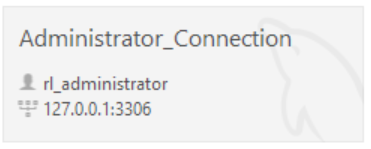 Administrator_Connection
rl_administrator
127.0.0.1:3306